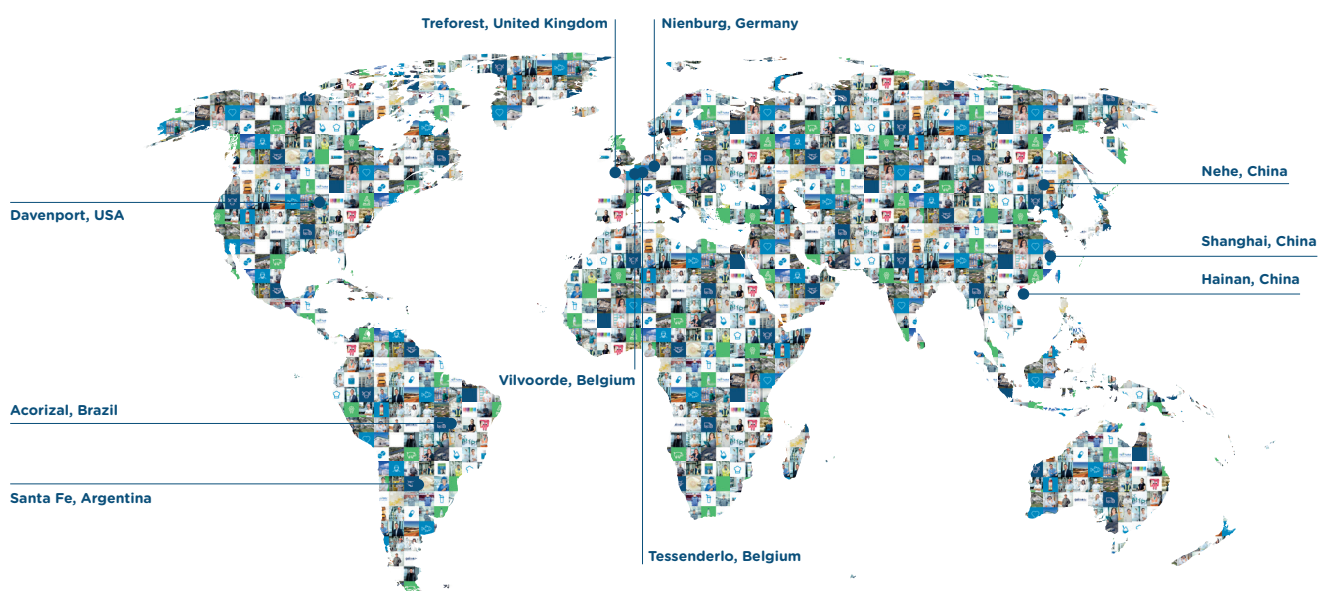 Treforest, United Kingdom
Nienburg, Germany
Nehe, China
Davenport, USA
Shanghai, China
Hainan, China
Vilvoorde, Belgium
Acorizal, Brazil
Santa Fe, Argentina
Tessenderlo, Belgium